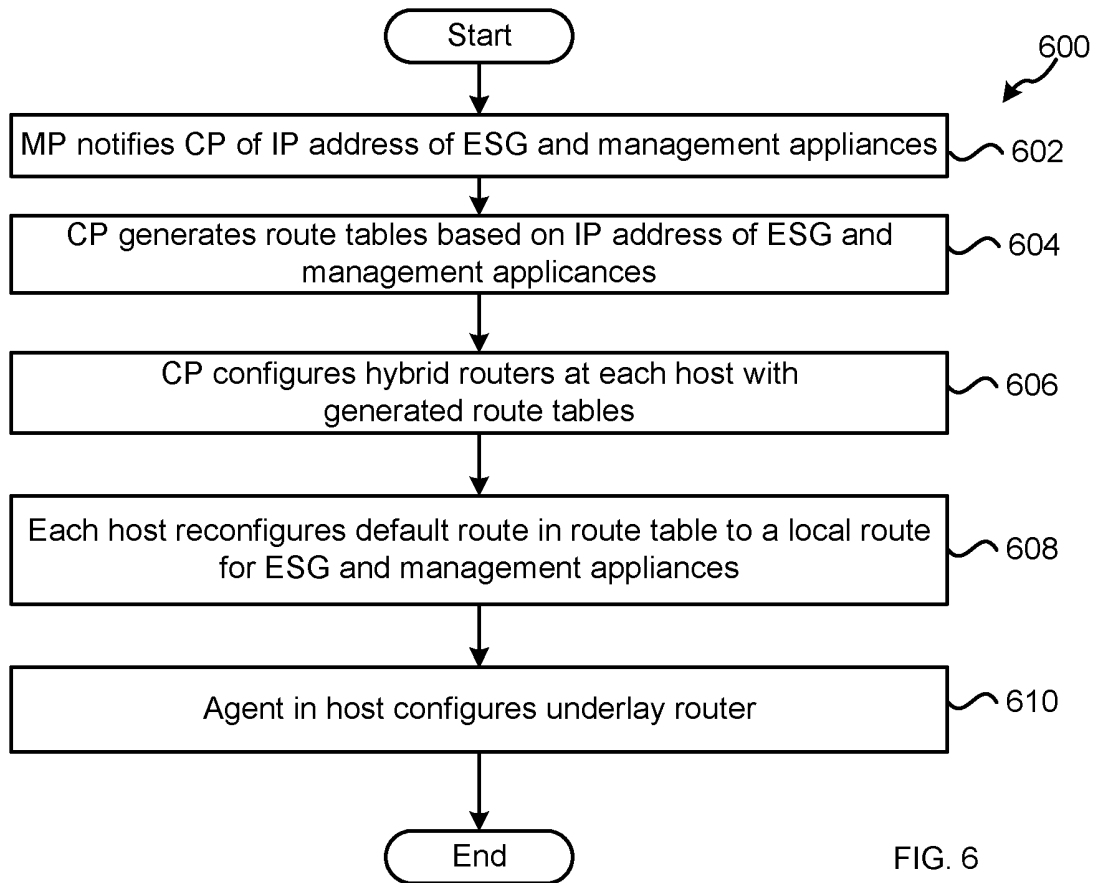 Start
600
MP notifies CP of IP address of ESG and management appliances
602
CP generates route tables based on IP address of ESG and
management applicances
604
CP configures hybrid routers at each host with
generated route tables
606
Each host reconfigures default route in route table to a local route
for ESG and management appliances
608
Agent in host configures underlay router
610
End
FIG. 6